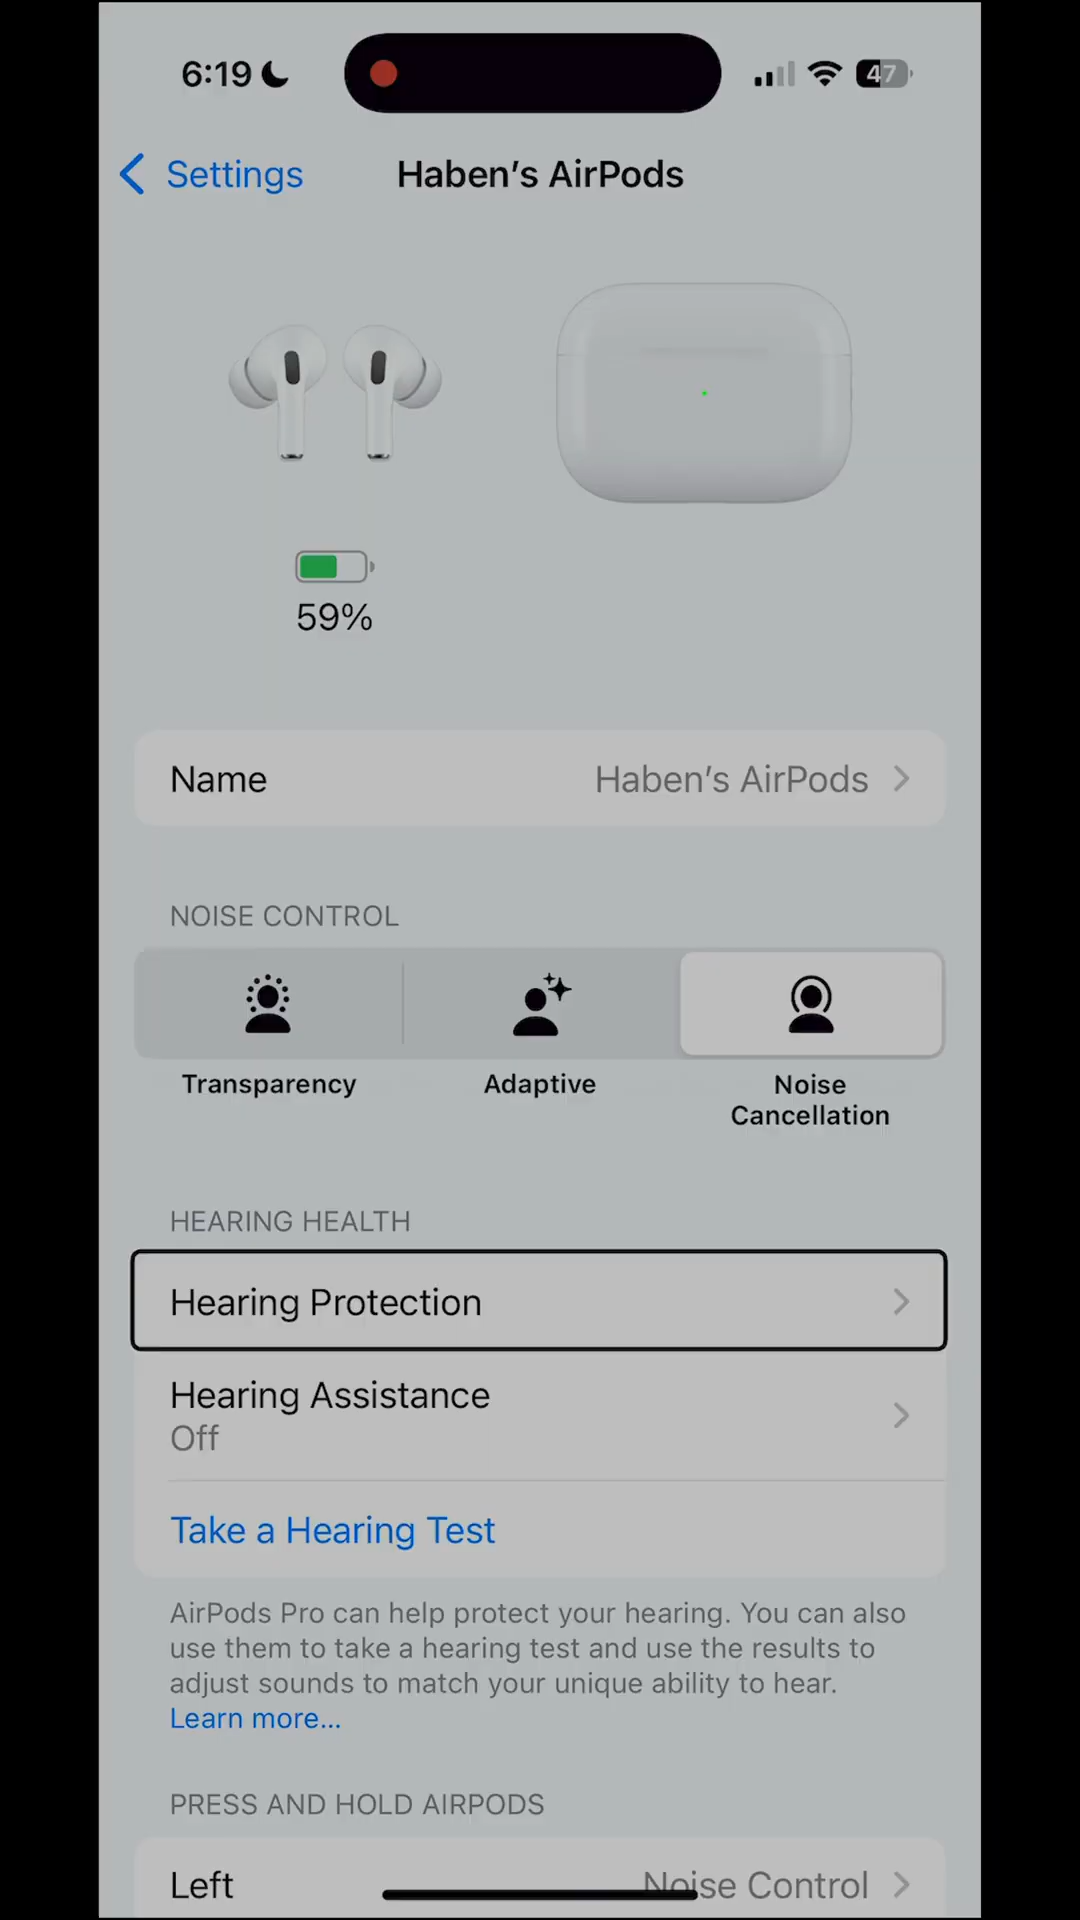 6:19
47
Settings
Haben’s AirPods
59%
Name
Haben’s AirPods
NOISE CONTROL
Transparency
Adaptive
Noise
Cancellation
HEARING HEALTH
Hearing Protection
Hearing Assistance
Off
Take a Hearing Test
AirPods Pro can help protect your hearing. You can also
use them to take a hearing test and use the results to
adjust sounds to match your unique ability to hear.
Learn more...
PRESS AND HOLD AIRPODS
Left
Noise Control